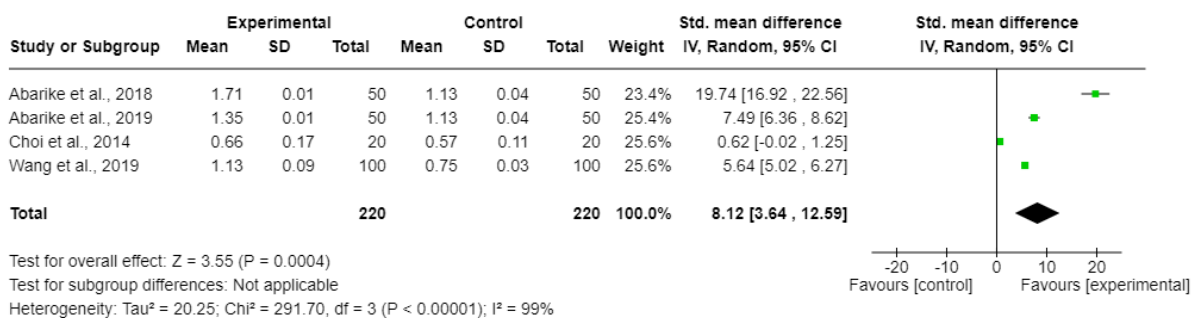 Experimental Control Std. mean difference Std. mean difference
Study or Subgroup Mean SD Total Mean SD Total Weight IV, Random, 95% CI IV, Random, 95% CI
Abarike et al., 2018 1.71 0.01 50 1.13 0.04 50 23.4% 19.74 [16.92 , 22.56]
Abarike et al., 2019 1.35 0.01 50 1.13 0.04 50 25.4% 7.49 [6.36 , 8.62]
Choi et al., 2014 0.66 0.17 20 0.57 0.11 20 25.6% 0.62 [-0.02 , 1.25]
Wang et al., 2019 1.13 0.09 100 0.75 0.03 100 25.6% 5.64 [5.02 , 6.27]
Total 220 220 100.0% 8.12 [3.64 , 12.59]
Test for overall effect: Z = 3.55 (P = 0.0004)
-20 -10 0 10 20
Test for subgroup differences: Not applicable
Favours [control] Favours [experimental]
Heterogeneity: Tau² = 20.25; Chi² = 291.70, df = 3 (P < 0.00001); I² = 99%